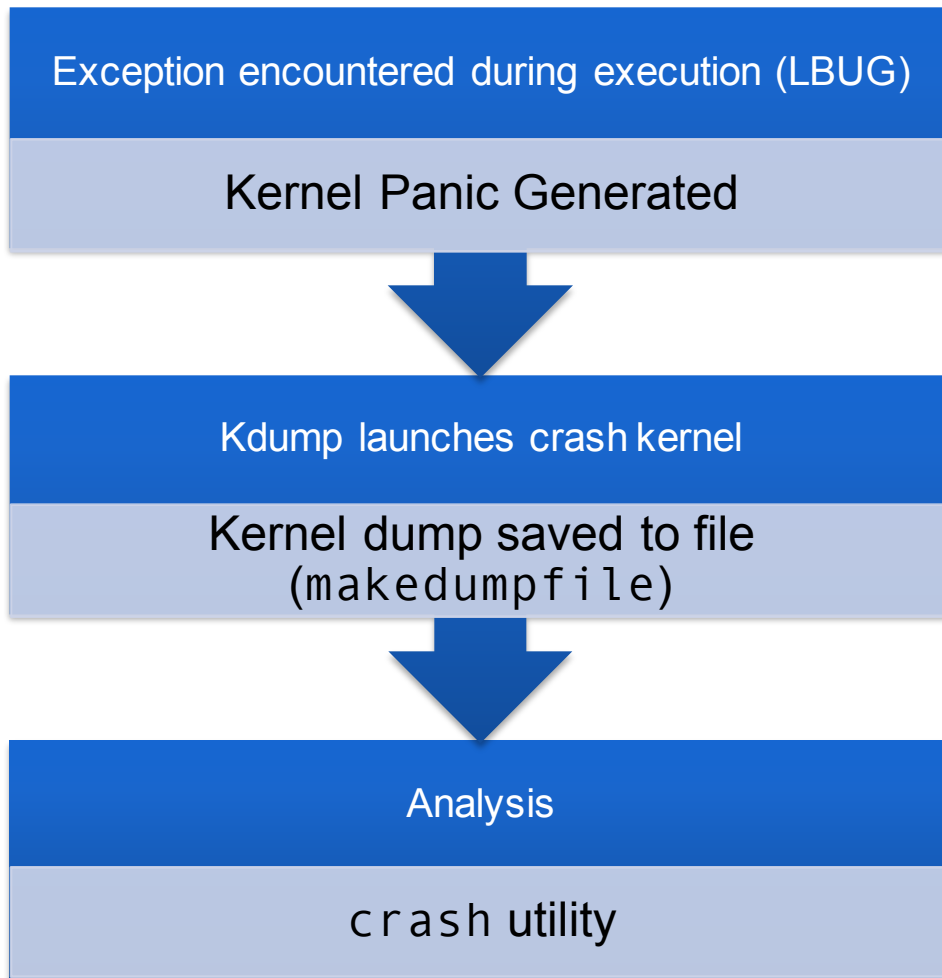 Exception encountered during execution (LBUG)
Kernel Panic Generated
Kdump launches crash kernel
Kernel dump saved to file
(makedumpfile)
Analysis
crash utility